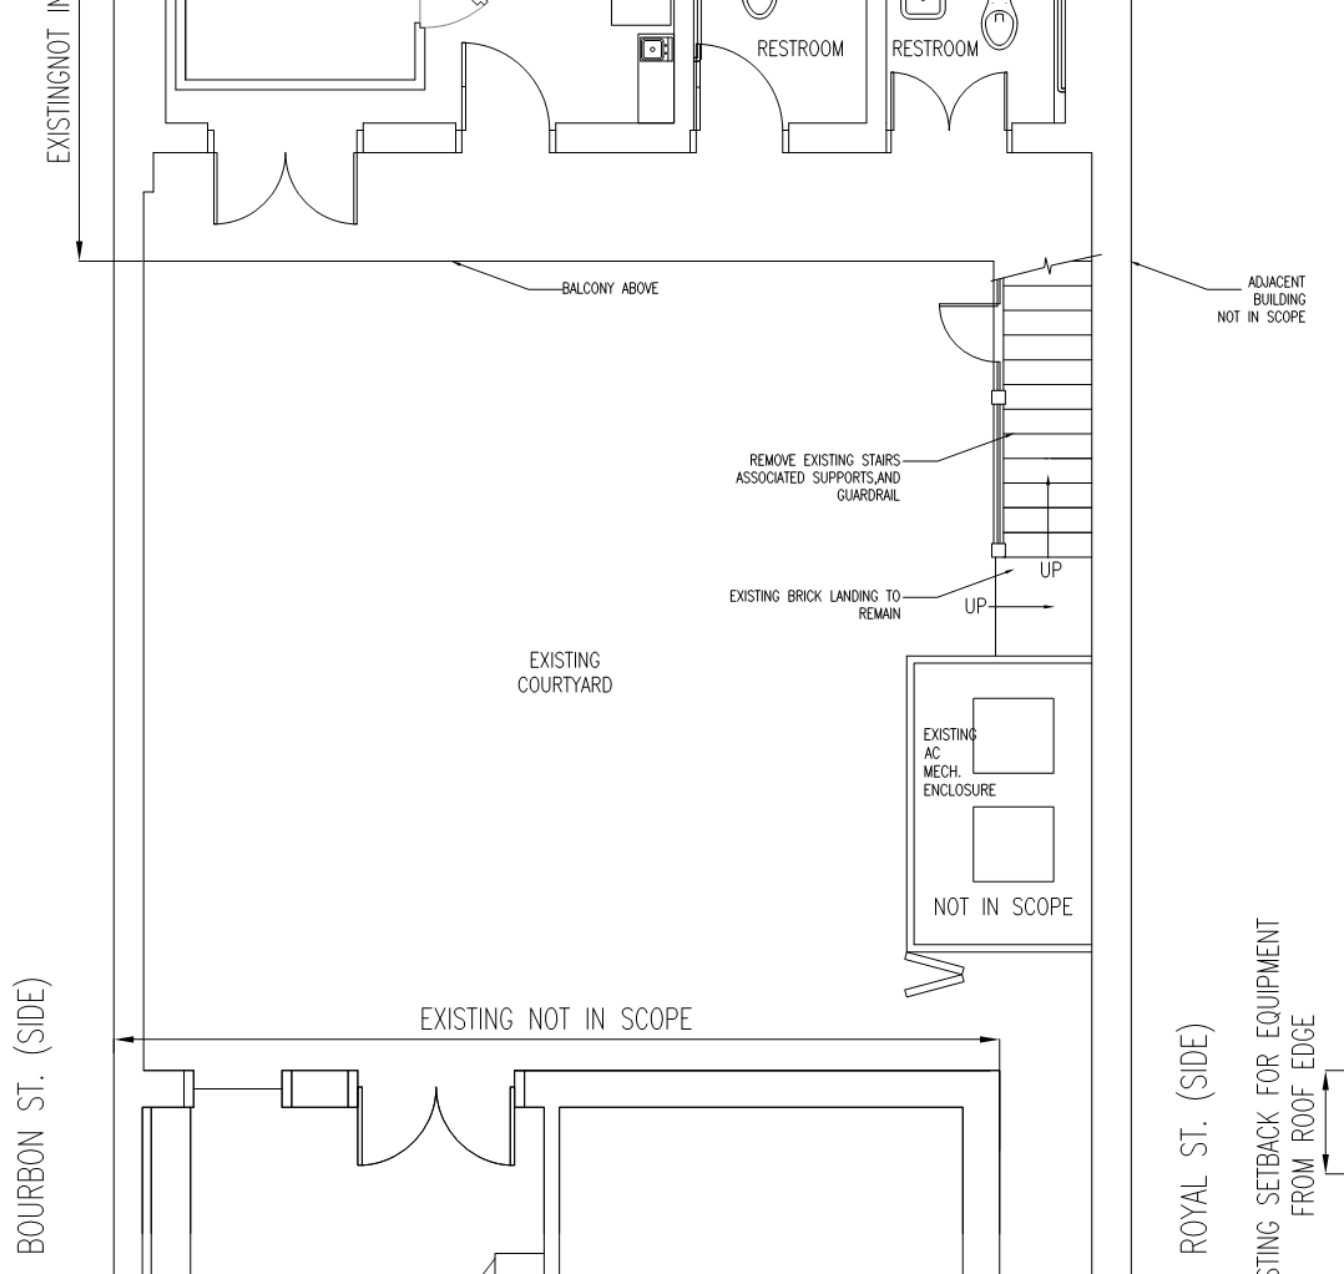 EXISTINGNOT IN
RESTROOM
RESTROOM
BALCONY ABOVE
ADJACENT
BUILDING
NOT IN SCOPE
REMOVE EXISTING STAIRS
ASSOCIATED SUPPORTS,AND
GUARDRAIL
UP
EXISTING BRICK LANDING TO
REMAIN
UP
EXISTING
COURTYARD
EXISTING
AC
MECH.
ENCLOSURE
NOT IN SCOPE
EXISTING NOT IN SCOPE
BOURBON ST. (SIDE)
ROYAL ST. (SIDE)
STING SETBACK FOR EQUIPMENT
FROM ROOF EDGE